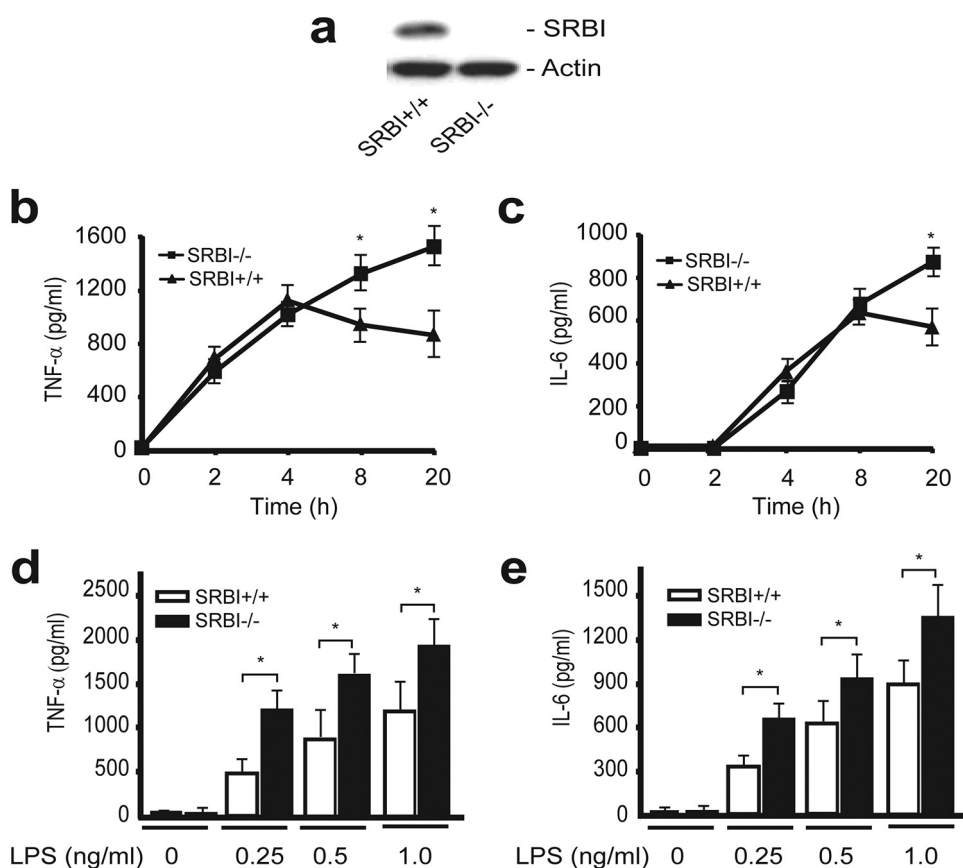 a
- SRBI
- Actin
SRBI+/+
SRBI-/-
b
TNF-α (pg/ml)
1600
1200
800
400
0
SRBI-/-
SRBI+/+
*
*
0 2 4 8 20
Time (h)
c
IL-6 (pg/ml)
1000
800
600
400
200
0
SRBI-/-
SRBI+/+
*
0 2 4 8 20
Time (h)
d
TNF-α (pg/ml)
2500
2000
1500
1000
500
0
SRBI+/+
SRBI-/-
*
*
*
LPS (ng/ml) 0 0.25 0.5 1.0
e
IL-6 (pg/ml)
1500
1200
900
600
300
0
SRBI+/+
SRBI-/-
*
*
*
LPS (ng/ml) 0 0.25 0.5 1.0